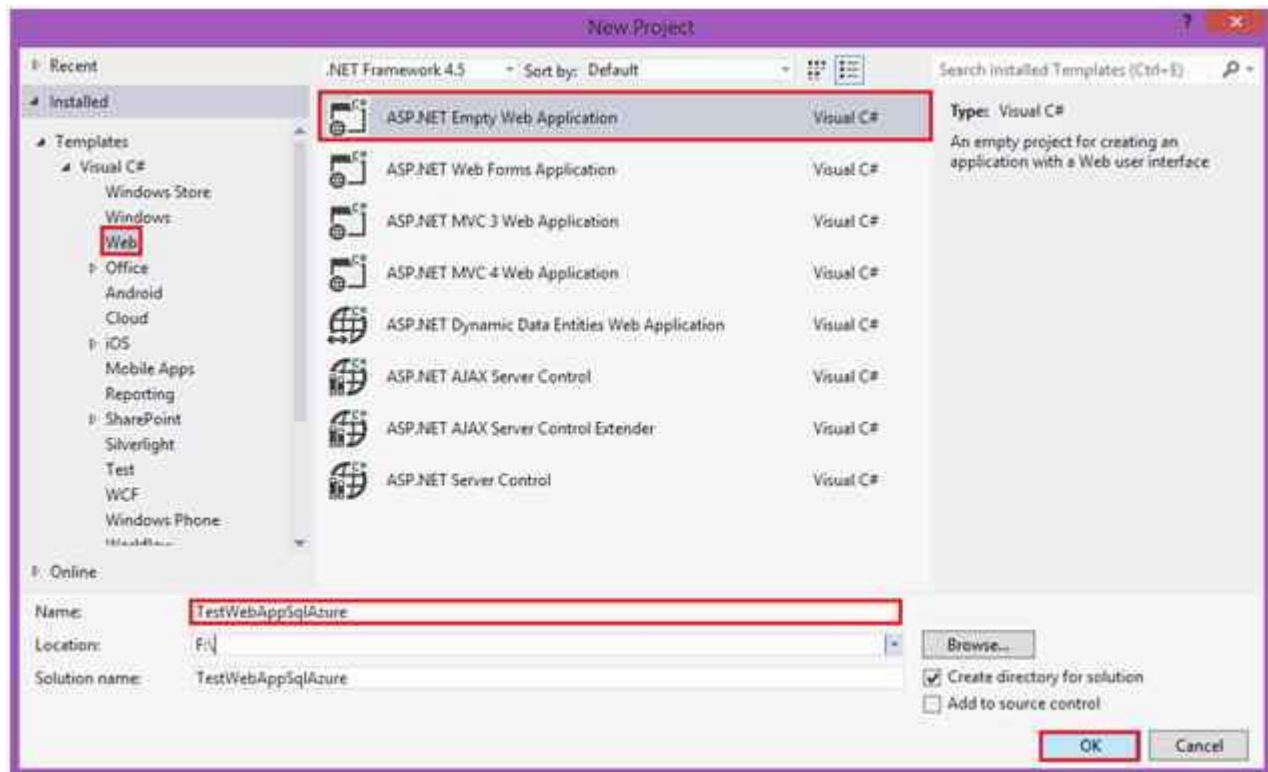 New Project
?
Recent
Installed
Templates
Visual C#
Windows Store
Windows
Web
Office
Android
Cloud
iOS
Mobile Apps
Reporting
SharePoint
Silverlight
Test
WCF
Windows Phone
Online
.NET Framework 4.5 Sort by: Default
ASP.NET Empty Web Application Visual C#
ASP.NET Web Forms Application Visual C#
ASP.NET MVC 3 Web Application Visual C#
ASP.NET MVC 4 Web Application Visual C#
ASP.NET Dynamic Data Entities Web Application Visual C#
ASP.NET AJAX Server Control Visual C#
ASP.NET AJAX Server Control Extender Visual C#
ASP.NET Server Control Visual C#
Search Installed Templates (Ctrl+E)
Type: Visual C#
An empty project for creating an
application with a Web user interface
Name: TestWebAppSqlAzure
Location: F:\
Solution name: TestWebAppSqlAzure
Browse...
Create directory for solution
Add to source control
OK Cancel